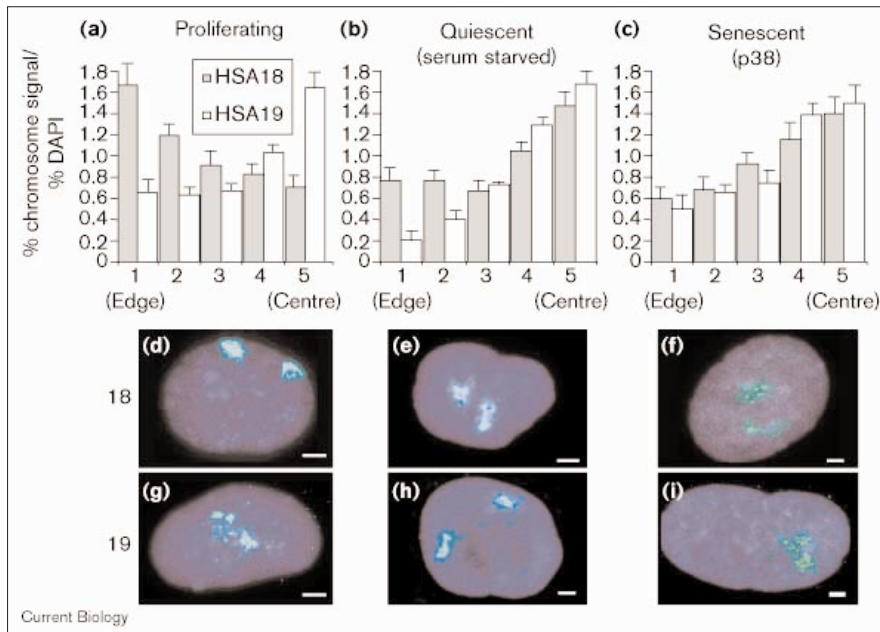 (a) Proliferating
(b) Quiescent
(serum starved)
(c) Senescent
(p38)
% chromosome signal/
% DAPI
HSA18
HSA19
1.8
1.6
1.4
1.2
1.0
0.8
0.6
0.4
0.2
1 2 3 4 5
(Edge) (Centre)
1.8
1.6
1.4
1.2
1.0
0.8
0.6
0.4
0.2
1 2 3 4 5
(Edge) (Centre)
1.8
1.6
1.4
1.2
1.0
0.8
0.6
0.4
0.2
1 2 3 4 5
(Edge) (Centre)
18
(d) (e) (f)
19
(g) (h) (i)
Current Biology